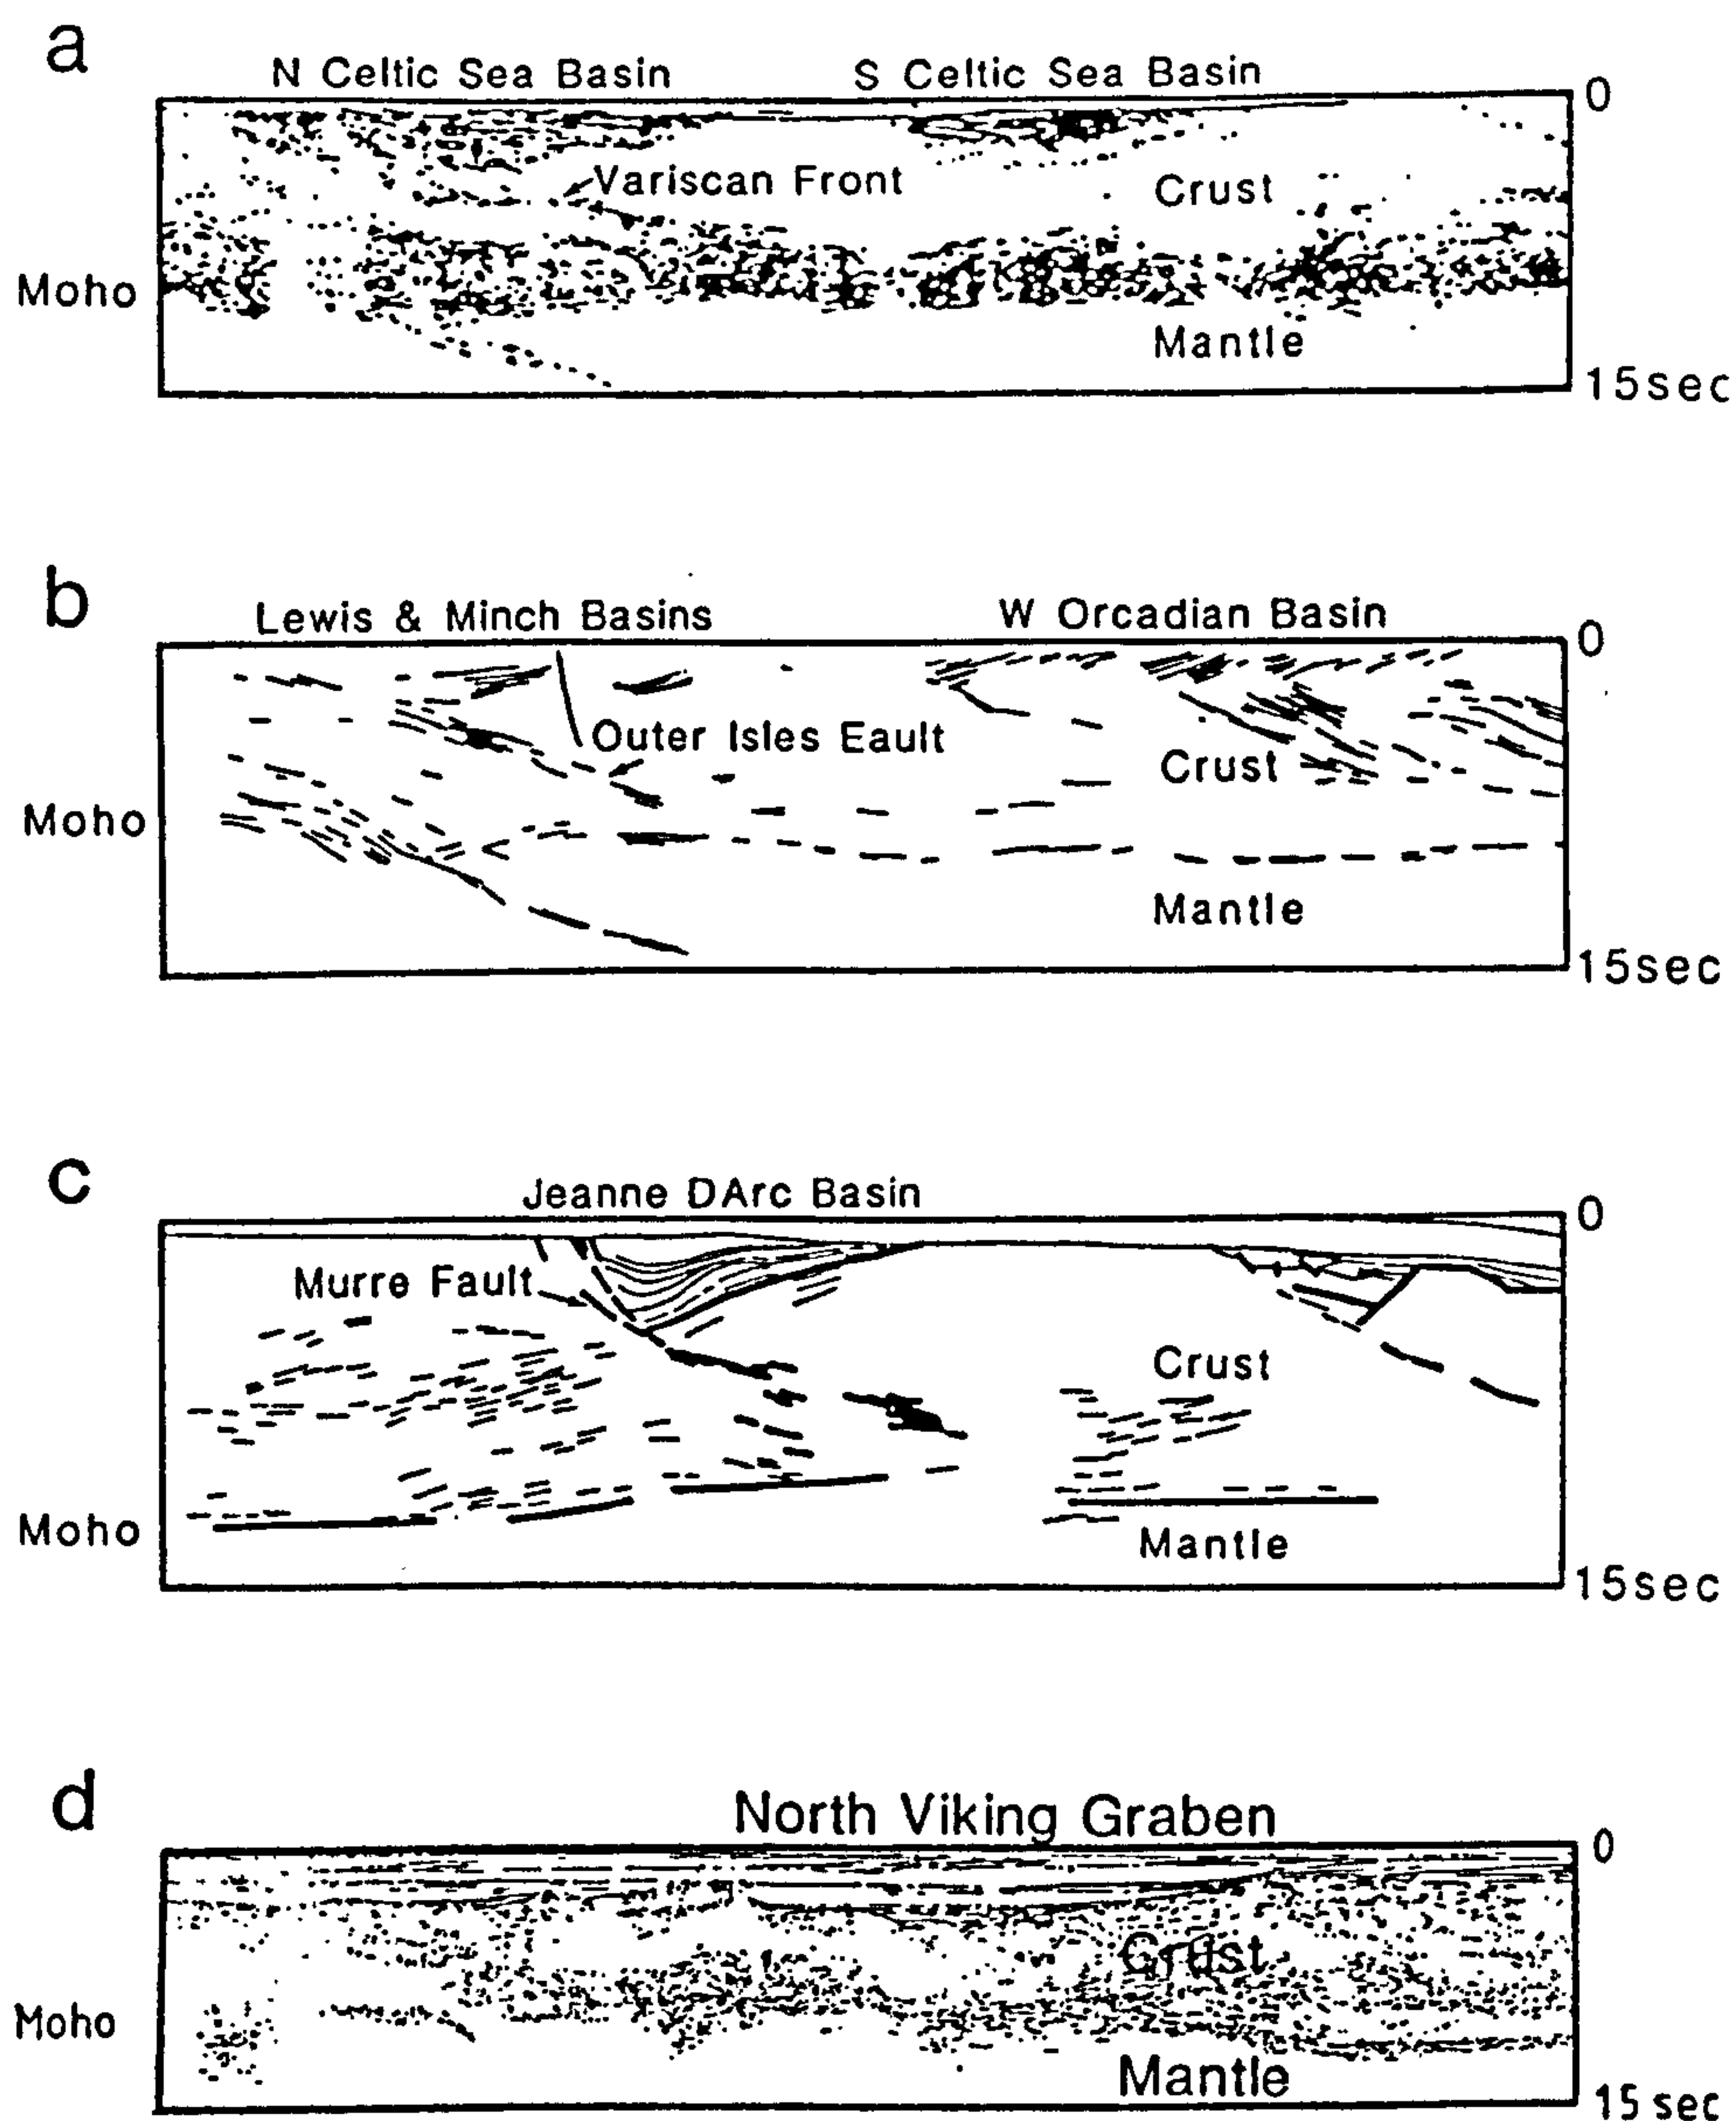 a
N Celtic Sea Basin
S Celtic Sea Basin
0
Variscan Front
Crust
Moho
Mantle
15sec
b
Lewis & Minch Basins
W Orcadian Basin
0
Outer Isles Eault
Crust
Moho
Mantle
15sec
c
Jeanne DArc Basin
0
Murre Fault
Crust
Moho
Mantle
15sec
d
North Viking Graben
0
Crust
Moho
Mantle
15 sec